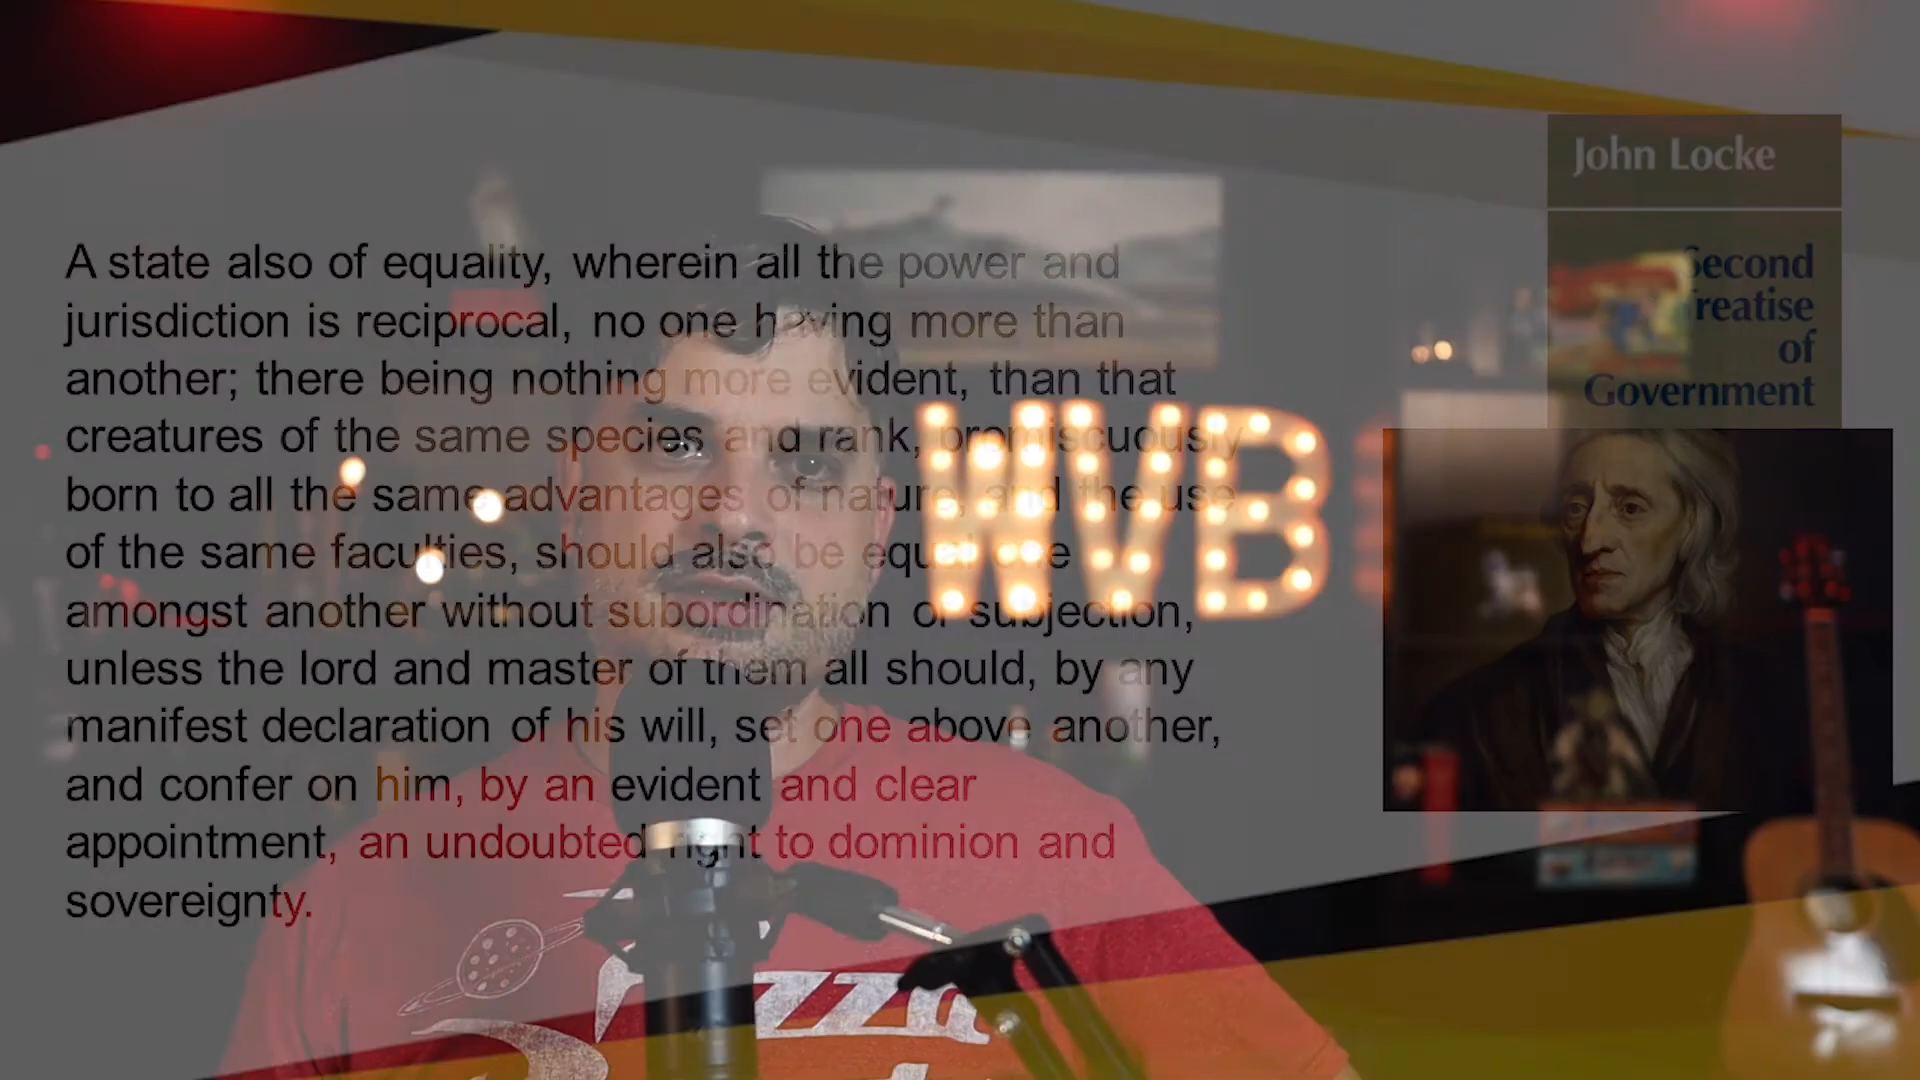 John Locke
Second
Treatise
of
Government
A state also of equality, wherein all the power and
jurisdiction is reciprocal, no one having more than
another; there being nothing more evident, than that
creatures of the same species and rank, promiscuously
born to all the same advantages of nature, and the use
of the same faculties, should also be equal one
amongst another without subordination or subjection,
unless the lord and master of them all should, by any
manifest declaration of his will, set one above another,
and confer on him, by an evident and clear
appointment, an undoubted right to dominion and
sovereignty.
WVB